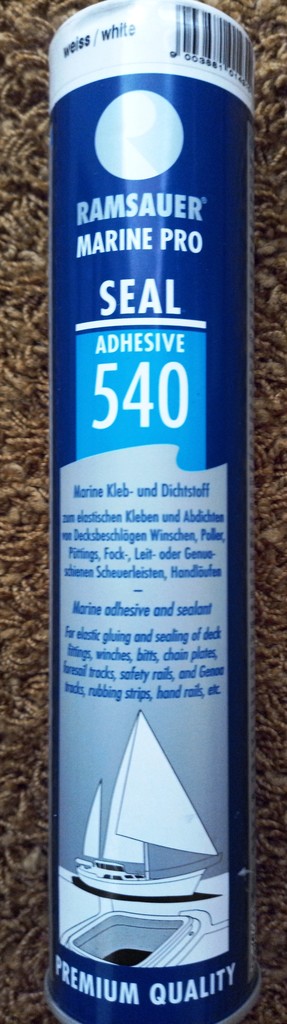 weiss / white
9 003881
RAMSAUER®
MARINE PRO
SEAL
ADHESIVE
540
Marine Kleb- und Dichtstoff
zum elastischen Kleben und Abdichten
von Decksbeschlägen Winschen, Poller,
Püttings, Fock-, Leit- oder Genua-
schienen Scheuerleisten, Handläufen
–
Marine adhesive and sealant
For elastic gluing and sealing of deck
fittings, winches, bitts, chain plates,
foresail tracks, safety rails, and Genoa
tracks, rubbing strips, hand rails, etc.
PREMIUM QUALITY